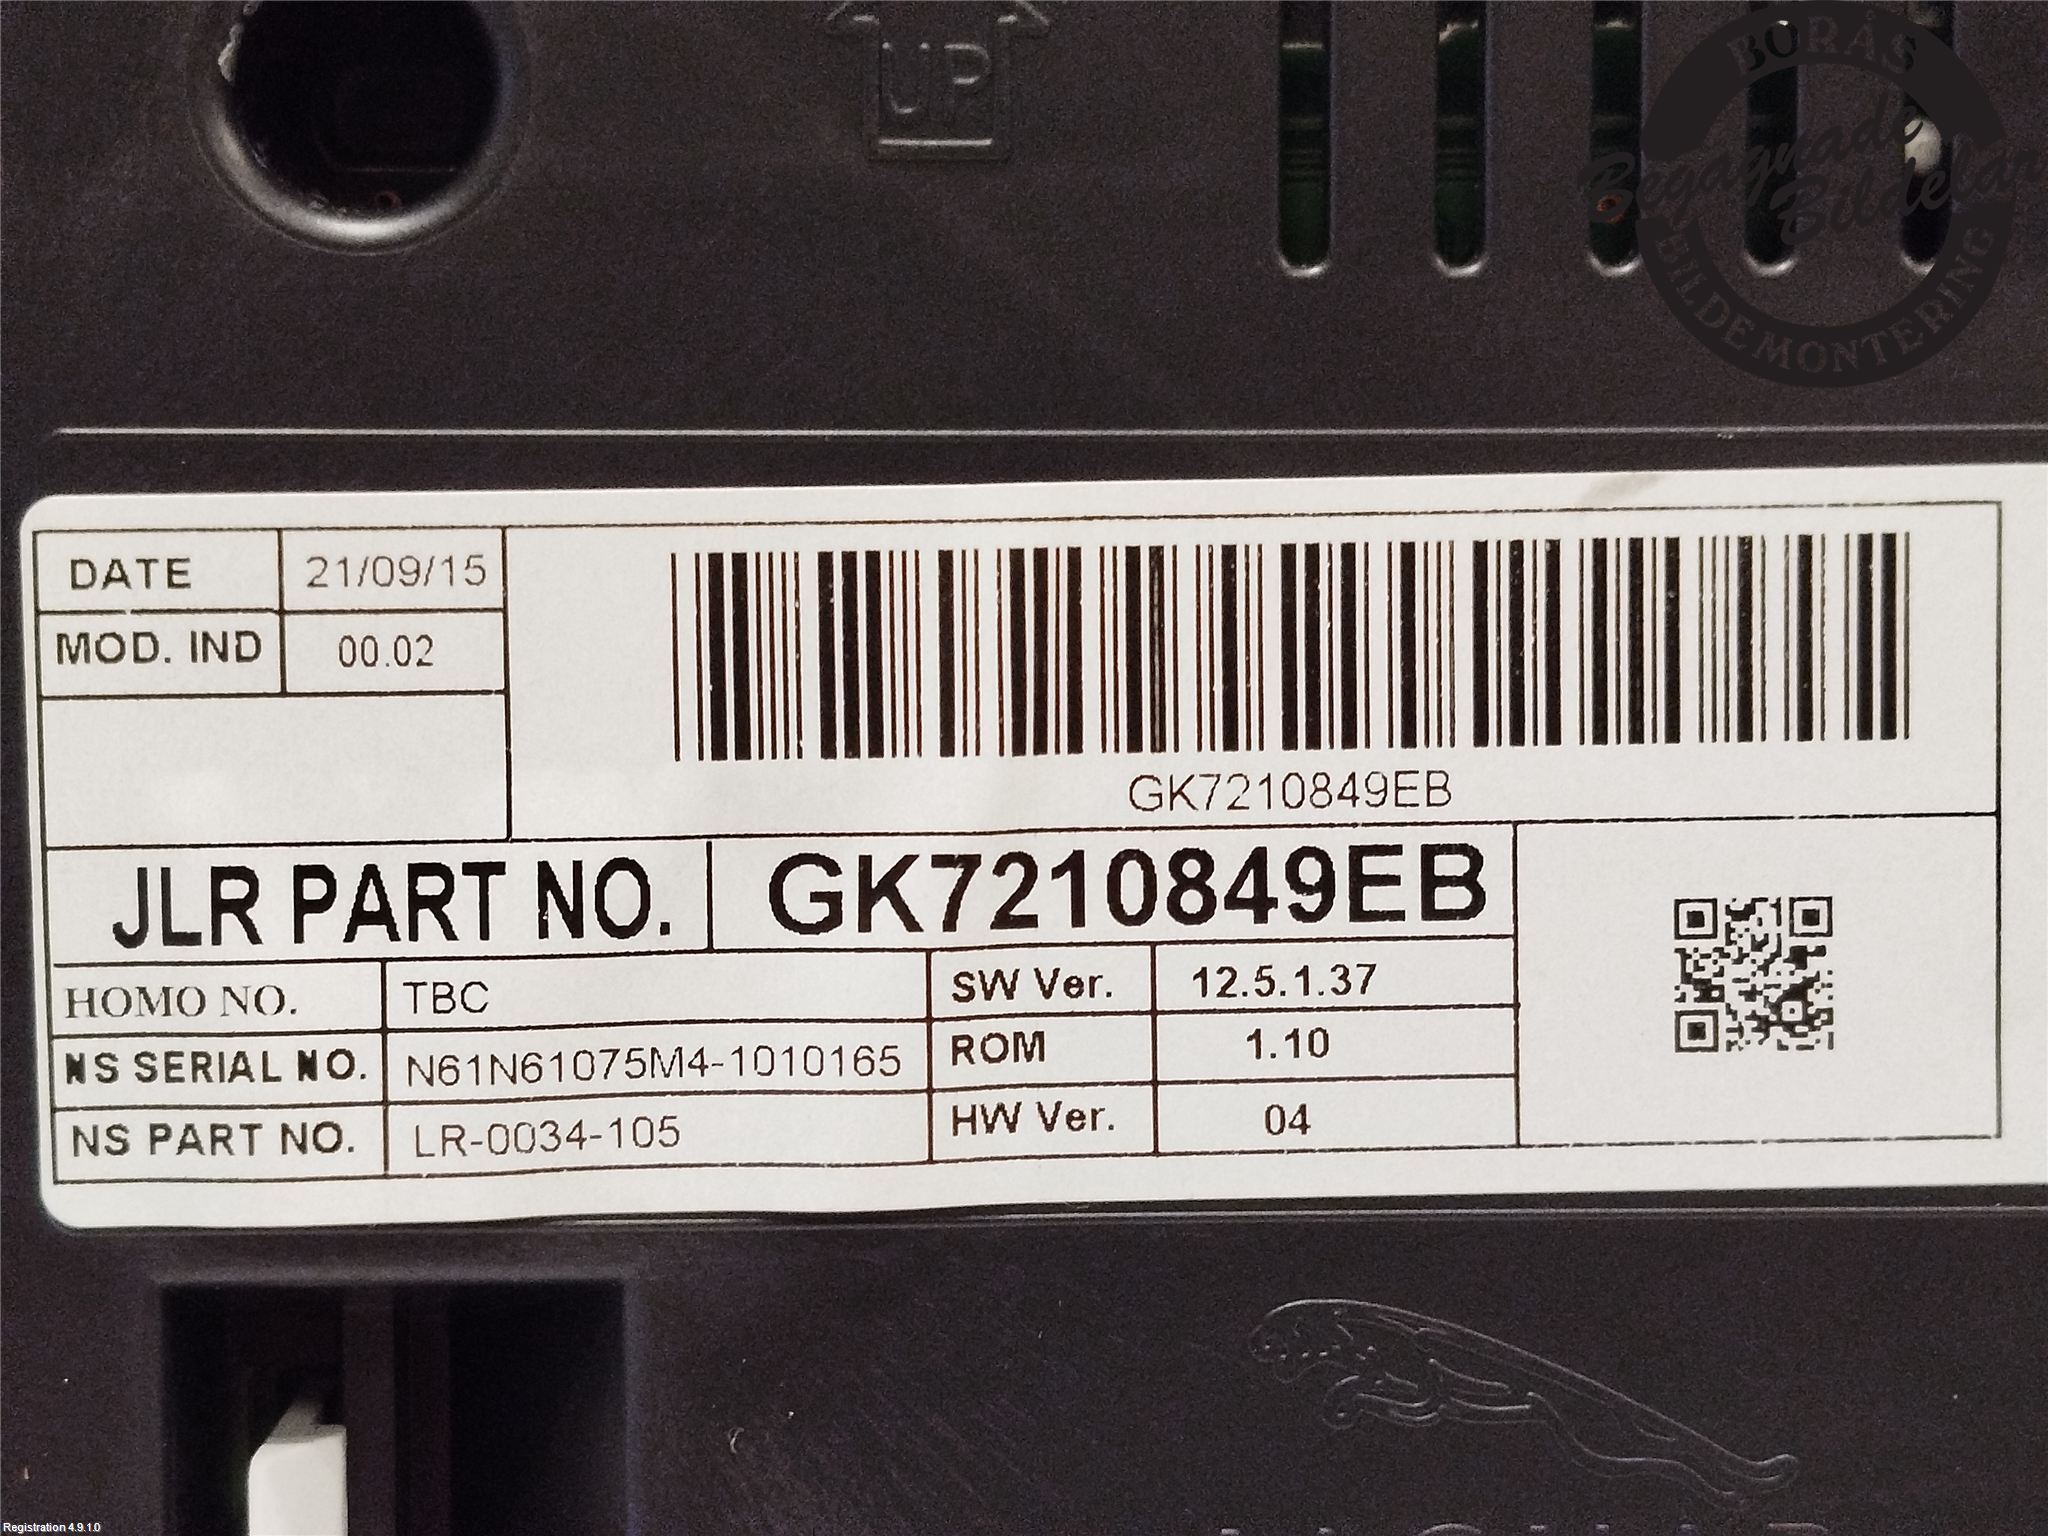 UP
BORÅS
Begagnade
Bildelar
BILDEMONTERING
DATE 21/09/15
MOD. IND 00.02
GK7210849EB
JLR PART NO. GK7210849EB
HOMO NO. TBC SW Ver. 12.5.1.37
NS SERIAL NO. N61N61075M4-1010165 ROM 1.10
NS PART NO. LR-0034-105 HW Ver. 04
Registration 4.9.1.0